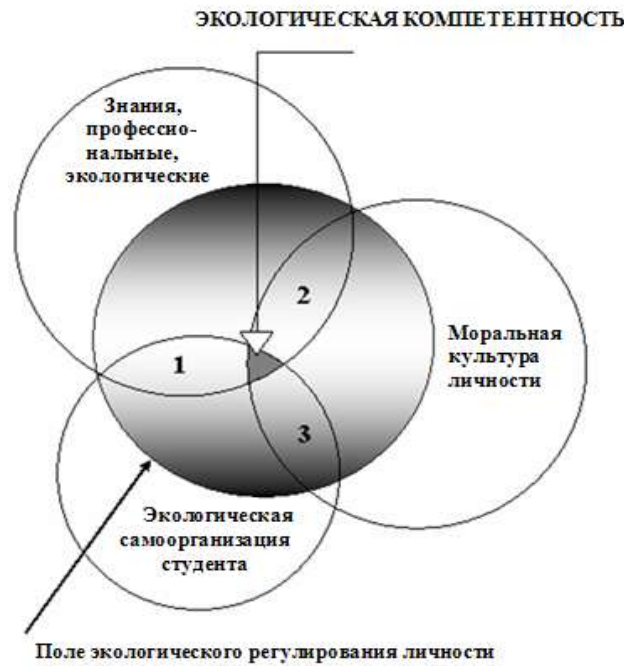 ЭКОЛОГИЧЕСКАЯ КОМПЕТЕНТНОСТЬ
Знания,
профессио-
нальные,
экологические
2
Моральная
культура
личности
1
3
Экологическая
самоорганизация
студента
Поле экологического регулирования личности